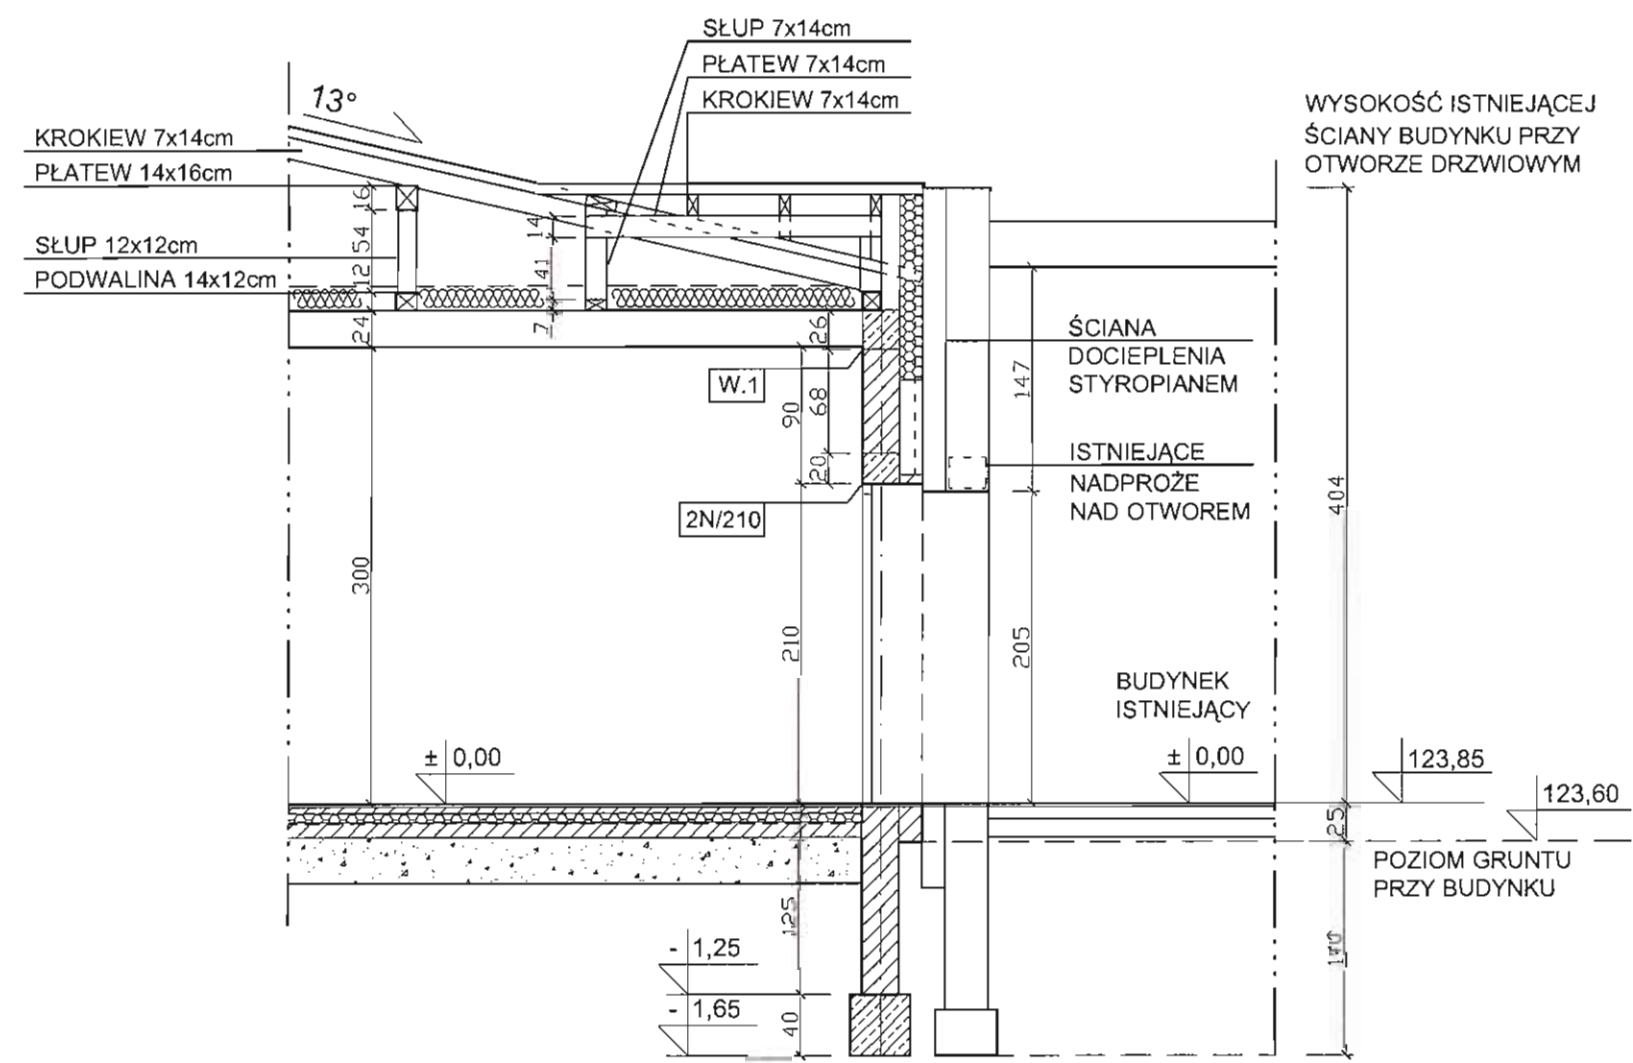 SŁUP 7x14cm
PŁATEW 7x14cm
KROKIEW 7x14cm
13°
KROKIEW 7x14cm
PŁATEW 14x16cm
SŁUP 12x12cm
PODWALINA 14x12cm
WYSOKOŚĆ ISTNIEJĄCEJ
ŚCIANY BUDYNKU PRZY
OTWORZE DRZWIOWYM
16
54
12
24
300
14
41
7
26
68
20
90
210
W.1
2N/210
ŚCIANA
DOCIEPLENIA
STYROPIANEM
ISTNIEJĄCE
NADPROŻE
NAD OTWOREM
147
205
404
BUDYNEK
ISTNIEJĄCY
± 0,00
± 0,00
123,85
123,60
25
POZIOM GRUNTU
PRZY BUDYNKU
125
- 1,25
- 1,65
40